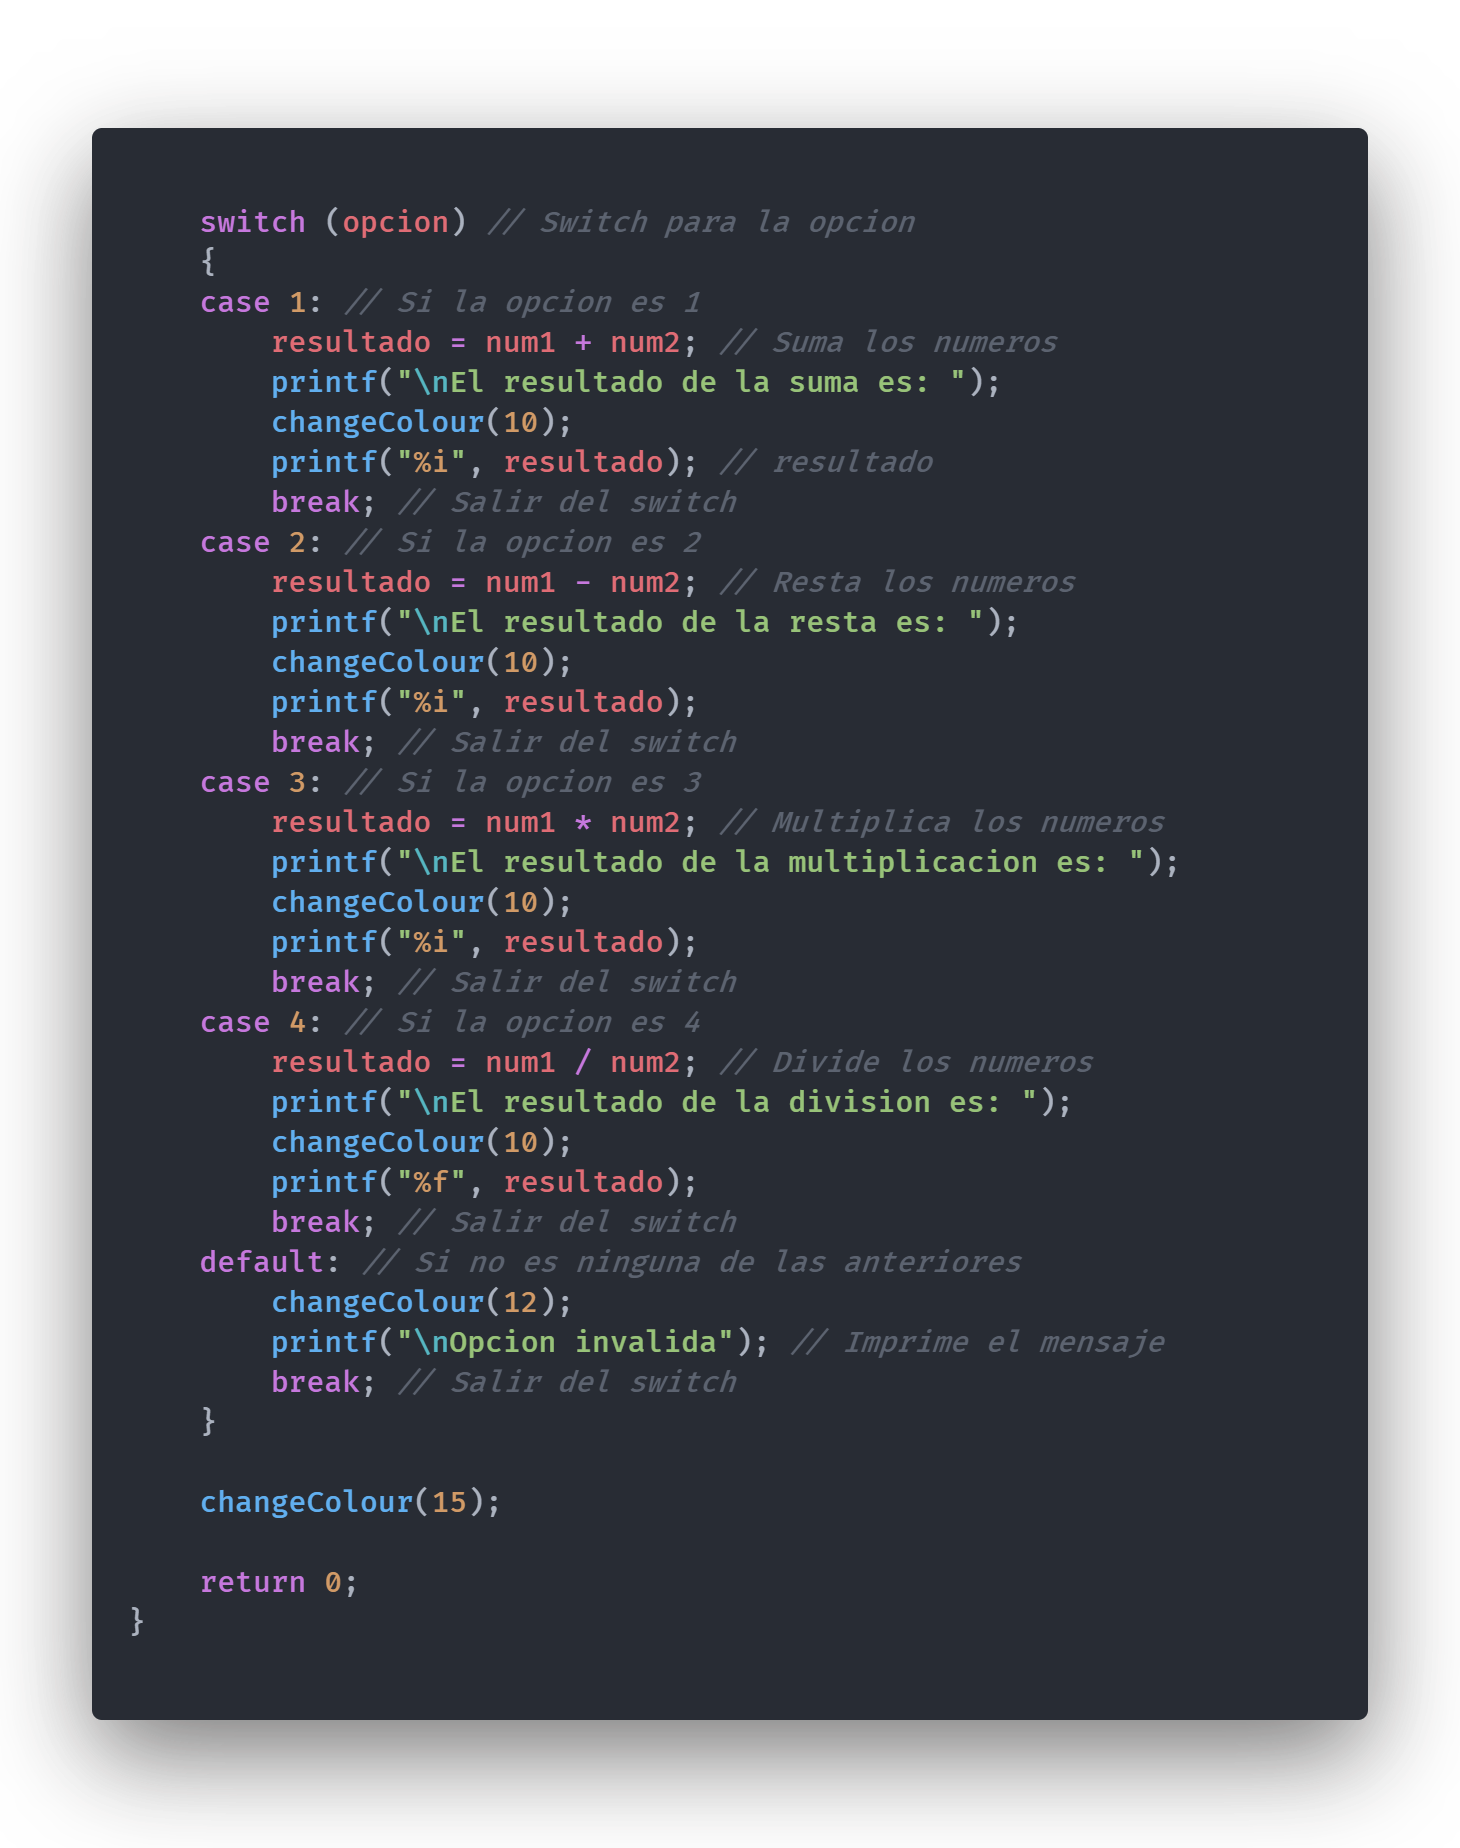 switch (opcion) // Switch para la opcion
{
case 1: // Si la opcion es 1
resultado = num1 + num2; // Suma los numeros
printf("\nEl resultado de la suma es: ");
changeColour(10);
printf("%i", resultado); // resultado
break; // Salir del switch
case 2: // Si la opcion es 2
resultado = num1 - num2; // Resta los numeros
printf("\nEl resultado de la resta es: ");
changeColour(10);
printf("%i", resultado);
break; // Salir del switch
case 3: // Si la opcion es 3
resultado = num1 * num2; // Multiplica los numeros
printf("\nEl resultado de la multiplicacion es: ");
changeColour(10);
printf("%i", resultado);
break; // Salir del switch
case 4: // Si la opcion es 4
resultado = num1 / num2; // Divide los numeros
printf("\nEl resultado de la division es: ");
changeColour(10);
printf("%f", resultado);
break; // Salir del switch
default: // Si no es ninguna de las anteriores
changeColour(12);
printf("\nOpcion invalida"); // Imprime el mensaje
break; // Salir del switch
}
changeColour(15);
return 0;
}